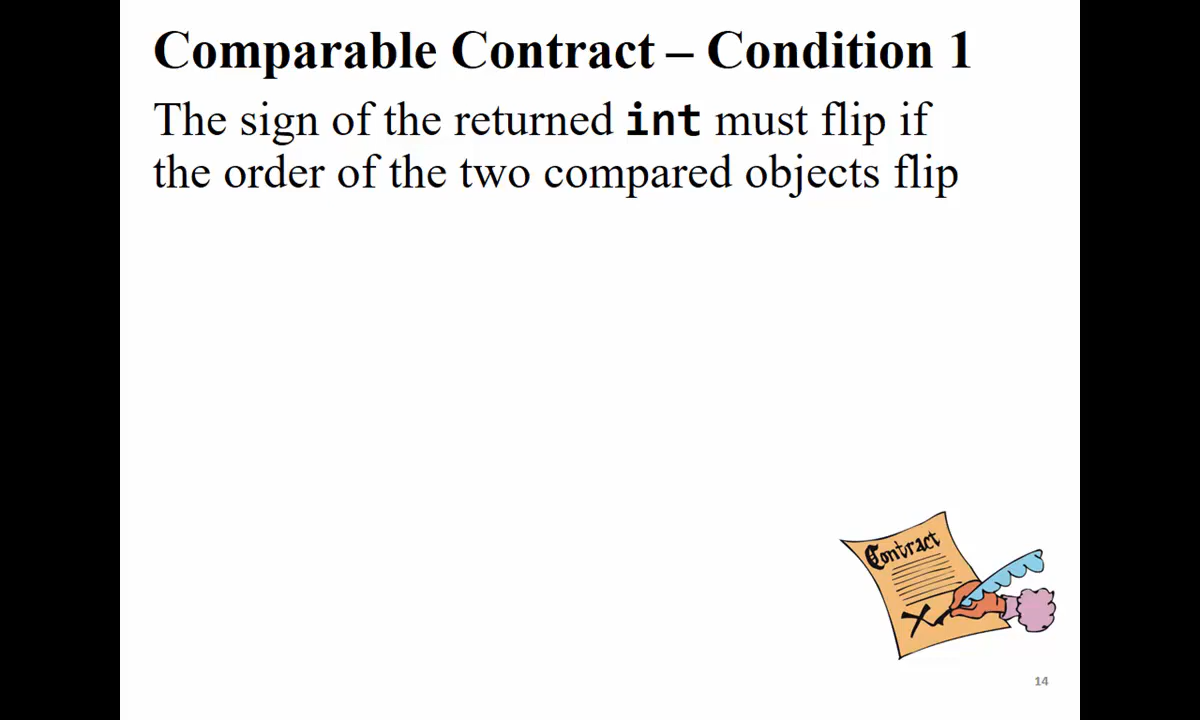 Comparable Contract – Condition 1
The sign of the returned int must flip if
the order of the two compared objects flip
Contract
X
14